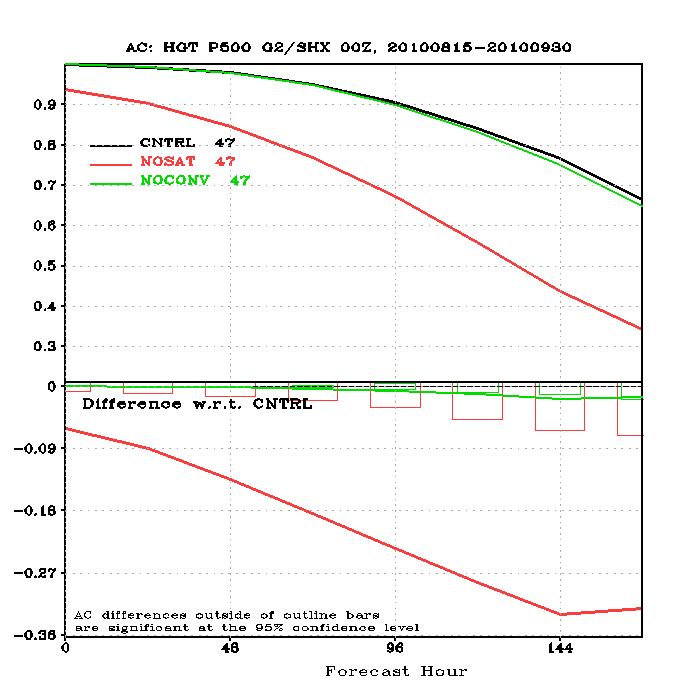 AC: HGT P500 G2/SHX 00Z, 20100815-20100930
0.9
0.8
0.7
0.6
0.5
0.4
0.3
CNTRL 47
NOSAT 47
NOCONV 47
0
Difference w.r.t. CNTRL
-0.09
-0.18
-0.27
-0.36
AC differences outside of outline bars
are significant at the 95% confidence level
0 48 96 144
Forecast Hour